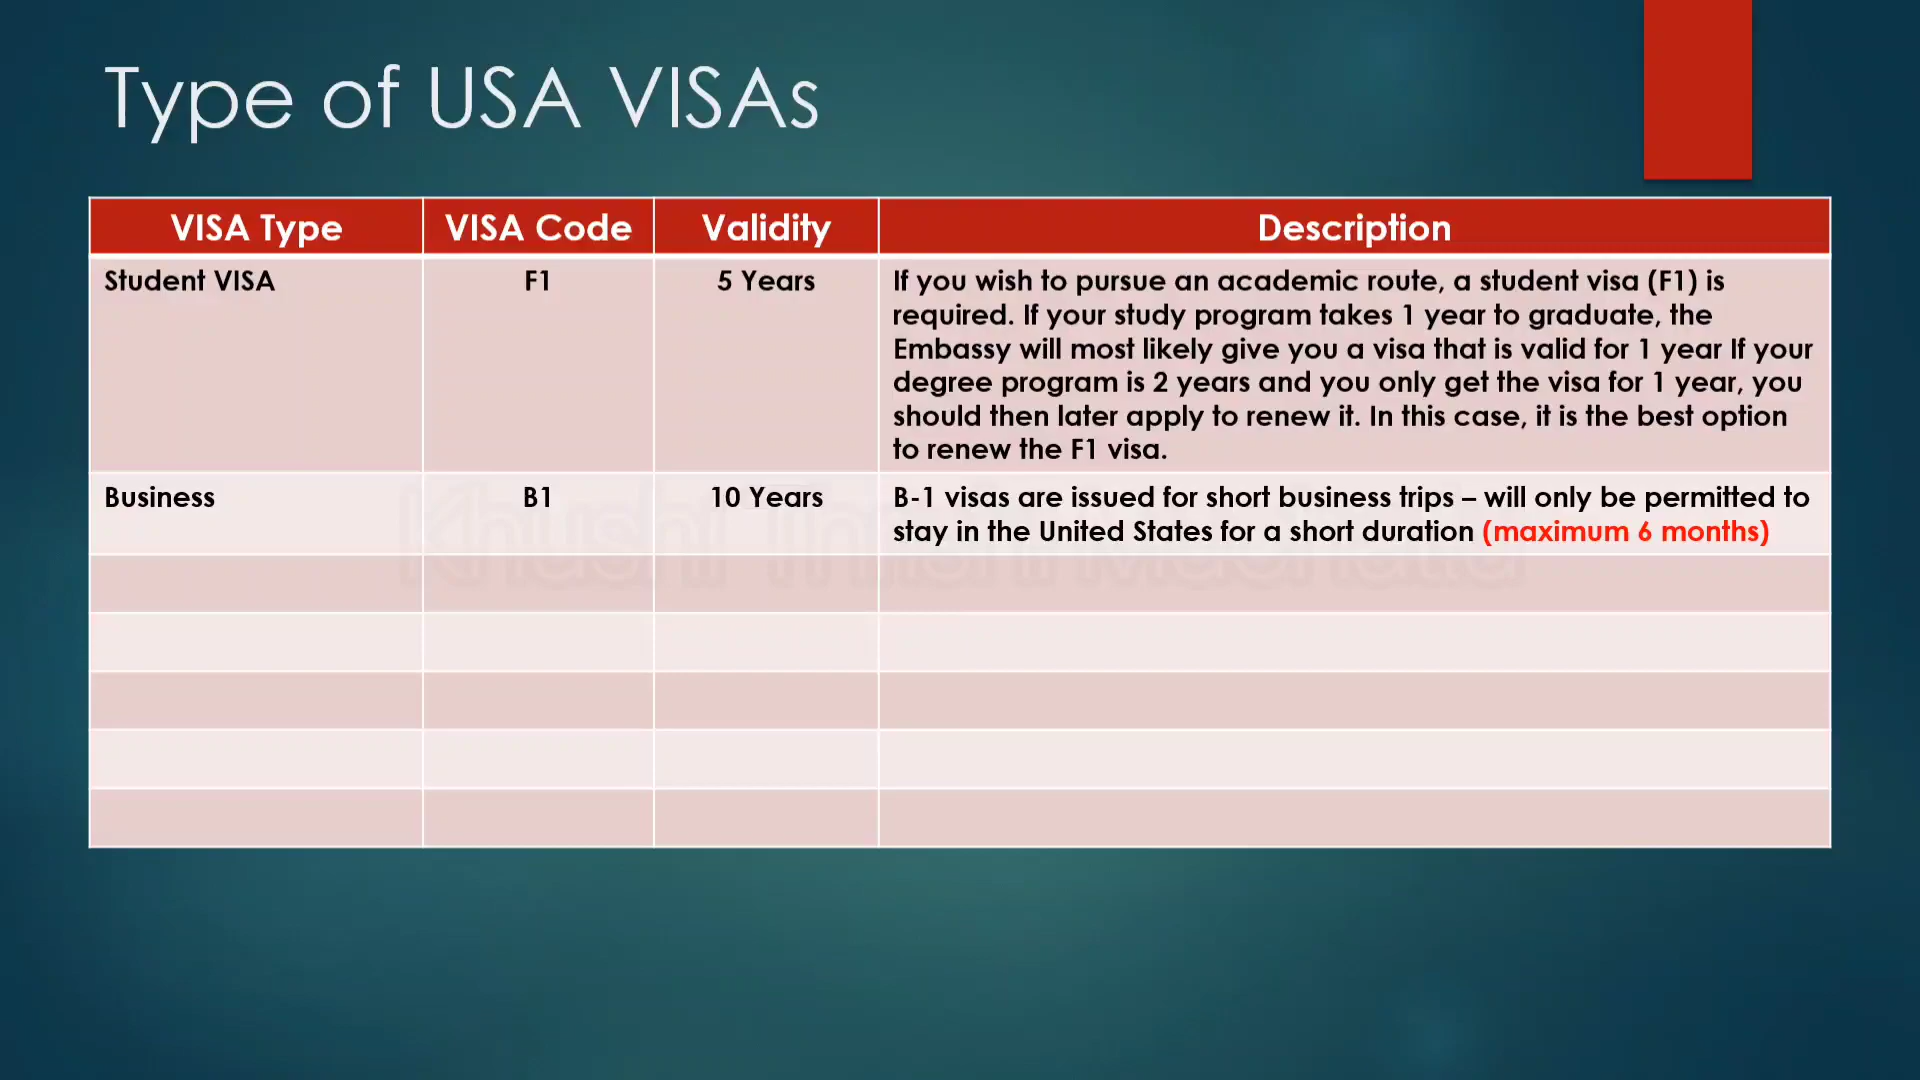 Type of USA VISAs
VISA Type VISA Code Validity Description
Student VISA F1 5 Years If you wish to pursue an academic route, a student visa (F1) is
required. If your study program takes 1 year to graduate, the
Embassy will most likely give you a visa that is valid for 1 year If your
degree program is 2 years and you only get the visa for 1 year, you
should then later apply to renew it. In this case, it is the best option
to renew the F1 visa.
Business B1 10 Years B-1 visas are issued for short business trips – will only be permitted to
stay in the United States for a short duration (maximum 6 months)